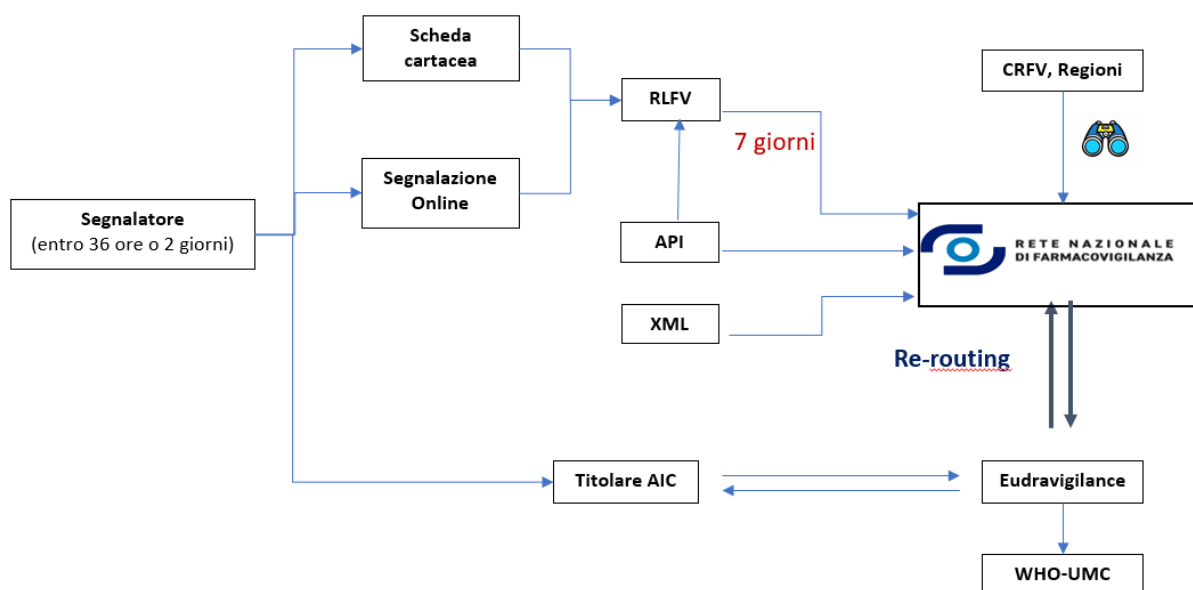 Scheda
cartacea
CRFV, Regioni
RLFV
7 giorni
Segnalazione
Online
Segnalatore
(entro 36 ore o 2 giorni)
API
RETE NAZIONALE
DI FARMACOVIGILANZA
XML
Re-routing
Titolare AIC
Eudravigilance
WHO-UMC